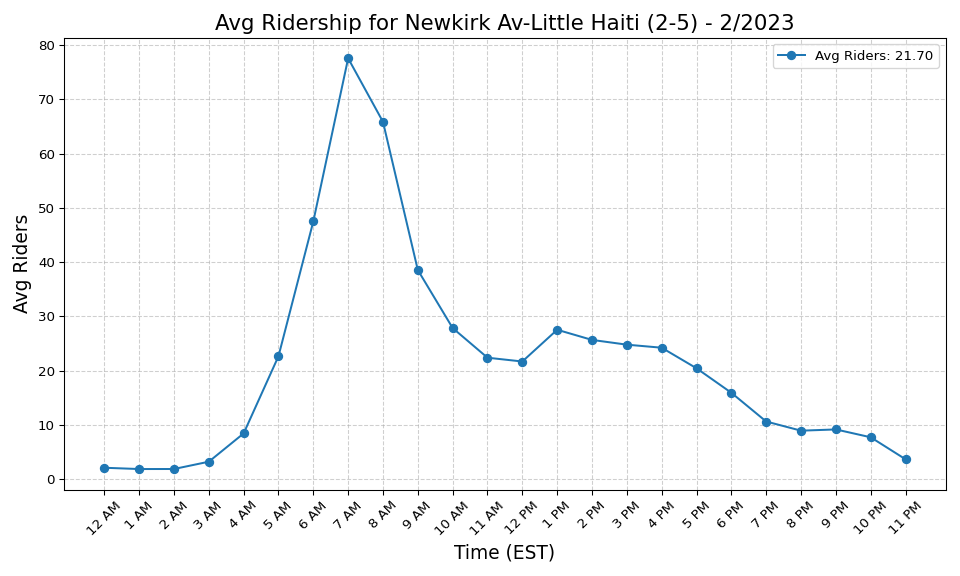 Avg Ridership for Newkirk Av-Little Haiti (2-5) - 2/2023
Avg Riders: 21.70
Avg Riders
80
70
60
50
40
30
20
10
0
12 AM
1 AM
2 AM
3 AM
4 AM
5 AM
6 AM
7 AM
8 AM
9 AM
10 AM
11 AM
12 PM
1 PM
2 PM
3 PM
4 PM
5 PM
6 PM
7 PM
8 PM
9 PM
10 PM
11 PM
Time (EST)